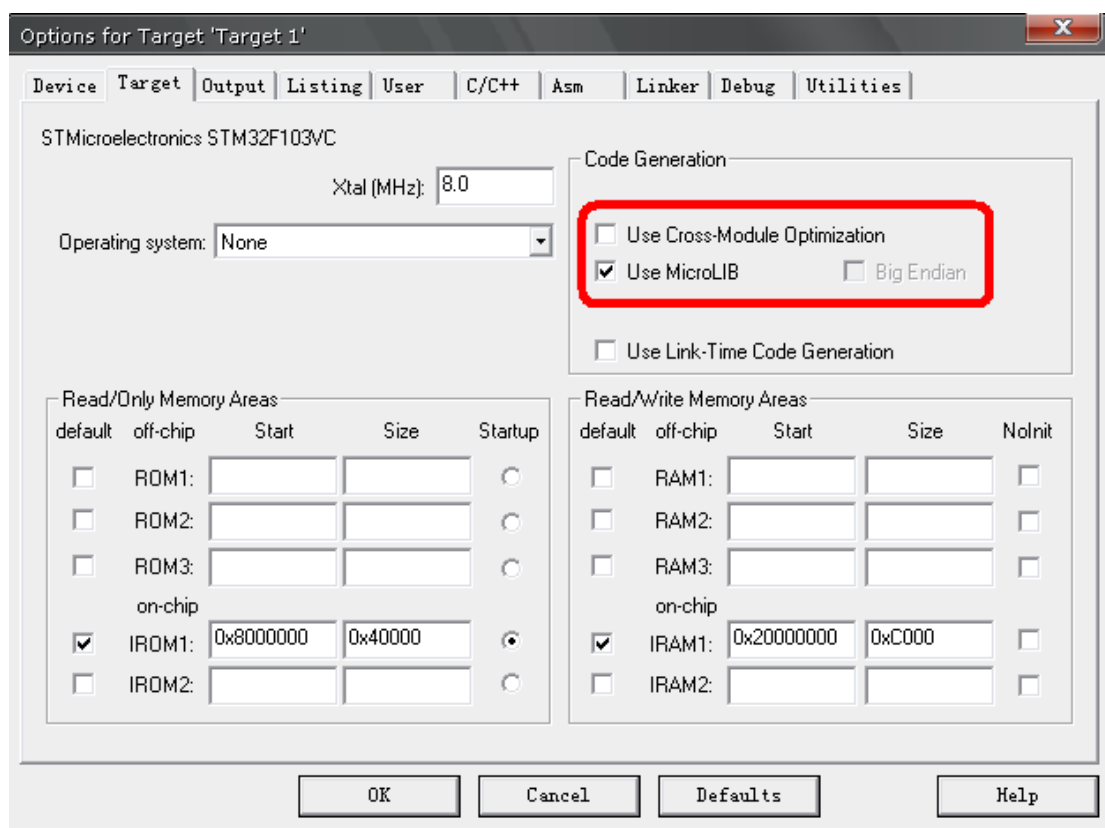 Options for Target 'Target 1'
Device Target Output Listing User C/C++ Asm Linker Debug Utilities
STMicroelectronics STM32F103VC
Xtal (MHz): 8.0
Operating system: None
Code Generation
Use Cross-Module Optimization
Use MicroLIB Big Endian
Use Link-Time Code Generation
Read/Only Memory Areas
default off-chip Start Size Startup
ROM1:
ROM2:
ROM3:
on-chip
IROM1: 0x8000000 0x40000
IROM2:
Read/Write Memory Areas
default off-chip Start Size NoInit
RAM1:
RAM2:
RAM3:
on-chip
IRAM1: 0x20000000 0xC000
IRAM2:
OK Cancel Defaults Help